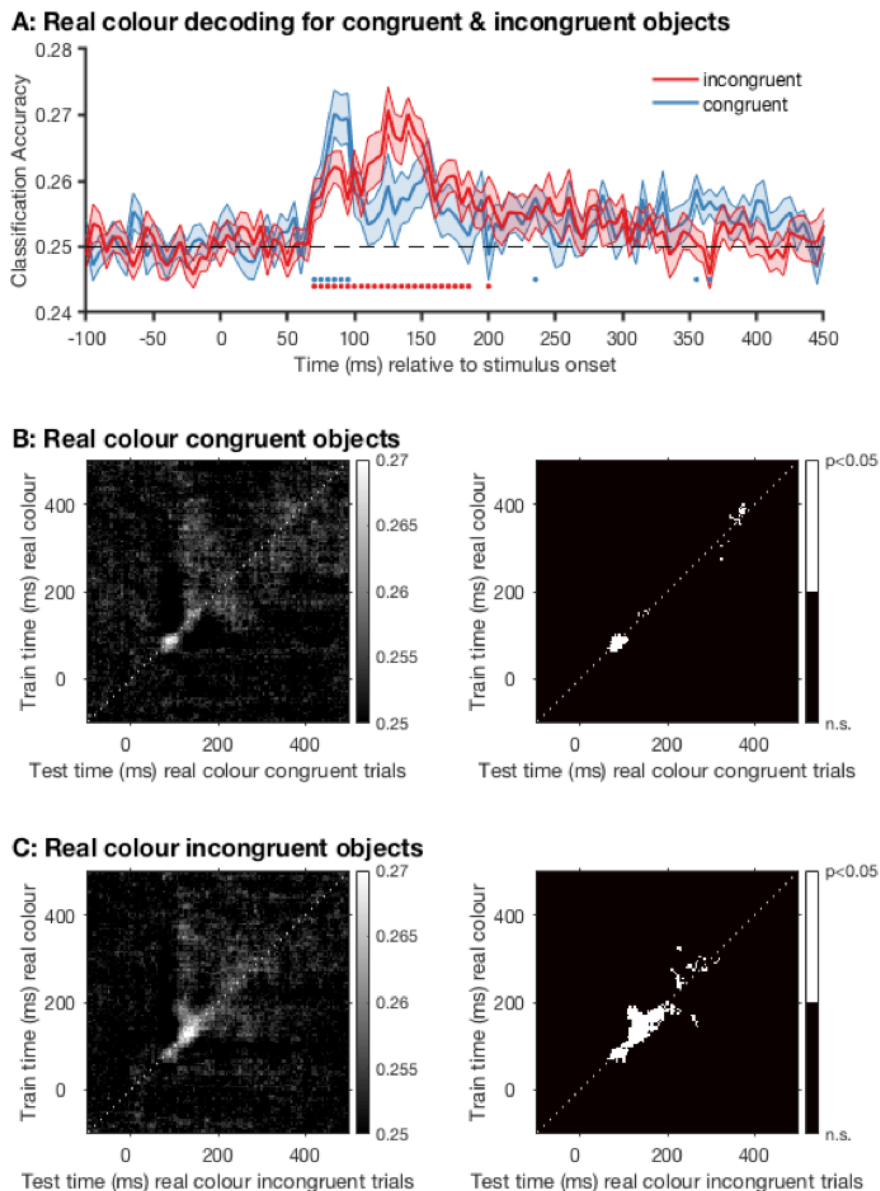 A: Real colour decoding for congruent & incongruent objects
0.28
0.27
0.26
0.25
0.24
Classification Accuracy
incongruent
congruent
-100 -50 0 50 100 150 200 250 300 350 400 450
Time (ms) relative to stimulus onset
B: Real colour congruent objects
Train time (ms) real colour
400
200
0
0 200 400
Test time (ms) real colour congruent trials
0.27
0.265
0.26
0.255
0.25
Train time (ms) real colour
400
200
0
0 200 400
Test time (ms) real colour congruent trials
p<0.05
n.s.
C: Real colour incongruent objects
Train time (ms) real colour
400
200
0
0 200 400
Test time (ms) real colour incongruent trials
0.27
0.265
0.26
0.255
0.25
Train time (ms) real colour
400
200
0
0 200 400
Test time (ms) real colour incongruent trials
p<0.05
n.s.